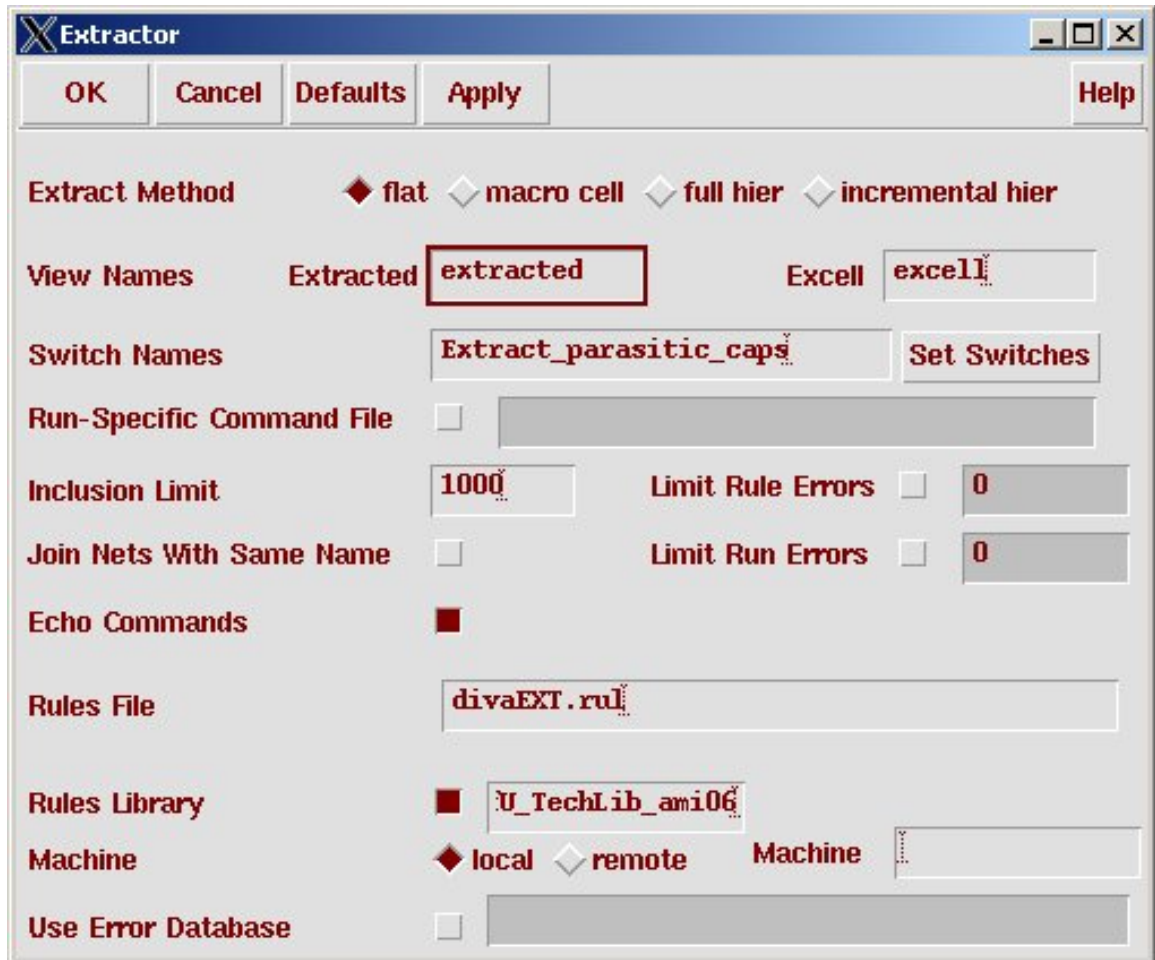 Extractor
OK Cancel Defaults Apply Help
Extract Method flat macro cell full hier incremental hier
View Names Extracted extracted Excell excell
Switch Names Extract_parasitic_caps Set Switches
Run-Specific Command File
Inclusion Limit 1000 Limit Rule Errors 0
Join Nets With Same Name Limit Run Errors 0
Echo Commands
Rules File divaEXT.rul
Rules Library U_TechLib_ami06
Machine local remote Machine
Use Error Database